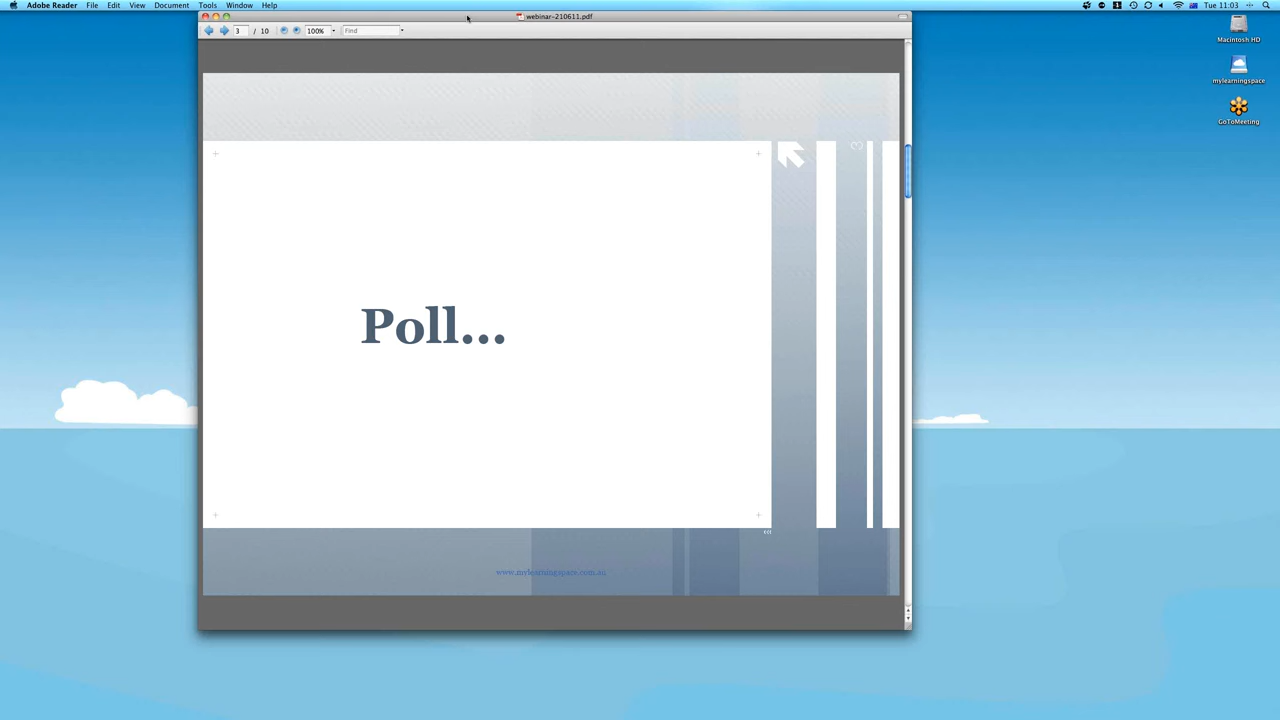 Adobe Reader File Edit View Document Tools Window Help Tue 11:03
webinar-210611.pdf
3 / 10 100% Find
Macintosh HD
mylearningspace
GoToMeeting
3
Poll...
www.mylearningspace.com.au